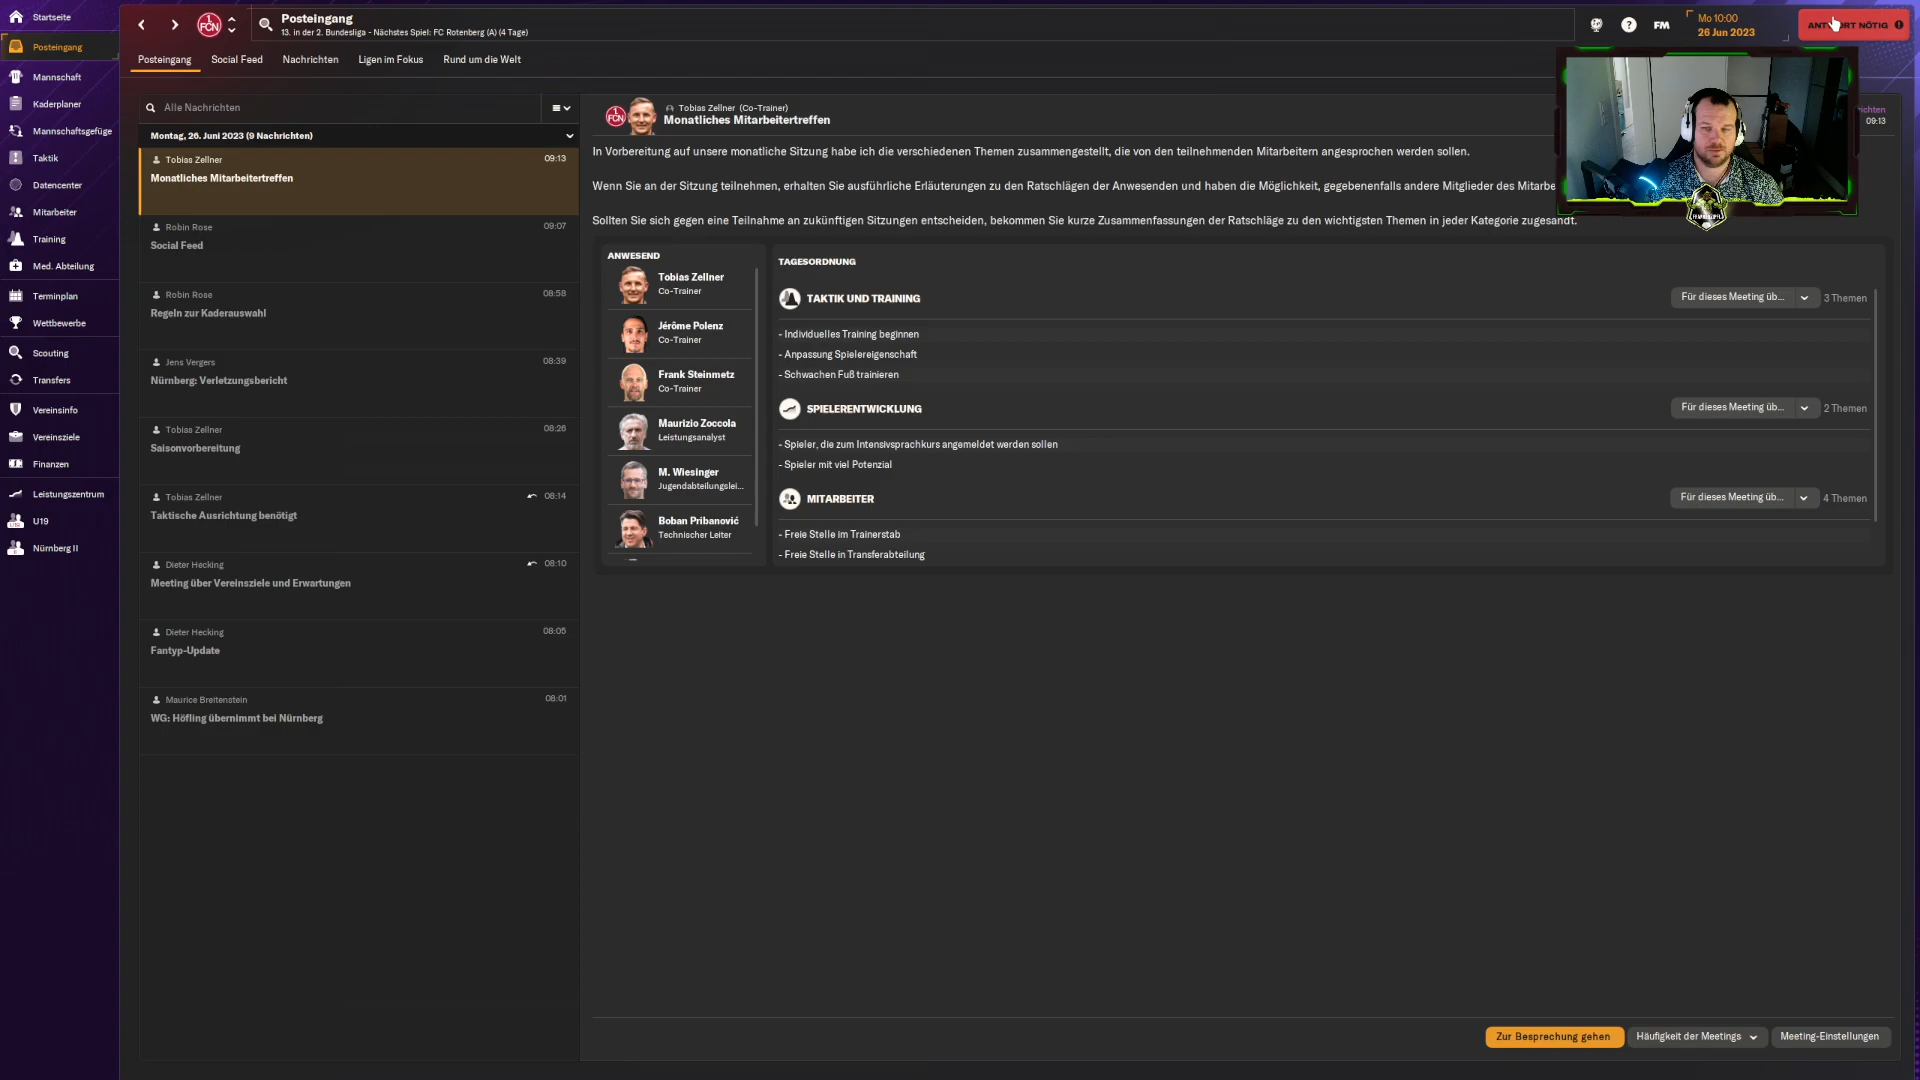 Startseite
Posteingang
Mannschaft
Kaderplaner
Mannschaftsgefüge
Taktik
Datencenter
Mitarbeiter
Training
Med. Abteilung
Terminplan
Wettbewerbe
Scouting
Transfers
Vereinsinfo
Vereinsziele
Finanzen
Leistungszentrum
U19
Nürnberg II
Posteingang
13. in der 2. Bundesliga - Nächstes Spiel: FC Rotenberg (A) (4 Tage)
FM
Mo 10:00
26 Jun 2023
NÖTIG
Posteingang Social Feed Nachrichten Ligen im Fokus Rund um die Welt
Alle Nachrichten
Montag, 26. Juni 2023 (9 Nachrichten)
Tobias Zellner 09:13
Monatliches Mitarbeitertreffen
Robin Rose 09:07
Social Feed
Robin Rose 08:58
Regeln zur Kaderauswahl
Jens Vergers 08:39
Nürnberg: Verletzungsbericht
Tobias Zellner 08:26
Saisonvorbereitung
Tobias Zellner 08:14
Taktische Ausrichtung benötigt
Dieter Hecking 08:10
Meeting über Vereinsziele und Erwartungen
Dieter Hecking 08:05
Fantyp-Update
Maurice Breitenstein 08:01
WG: Höfling übernimmt bei Nürnberg
Tobias Zellner (Co-Trainer)
Monatliches Mitarbeitertreffen
ichten
09:13
In Vorbereitung auf unsere monatliche Sitzung habe ich die verschiedenen Themen zusammengestellt, die von den teilnehmenden Mitarbeitern angesprochen werden sollen.
Wenn Sie an der Sitzung teilnehmen, erhalten Sie ausführliche Erläuterungen zu den Ratschlägen der Anwesenden und haben die Möglichkeit, gegebenenfalls andere Mitglieder des Mitarbe
Sollten Sie sich gegen eine Teilnahme an zukünftigen Sitzungen entscheiden, bekommen Sie kurze Zusammenfassungen der Ratschläge zu den wichtigsten Themen in jeder Kategorie zugesandt.
ANWESEND
Tobias Zellner
Co-Trainer
Jérôme Polenz
Co-Trainer
Frank Steinmetz
Co-Trainer
Maurizio Zoccola
Leistungsanalyst
M. Wiesinger
Jugendabteilungslei...
Boban Pribanović
Technischer Leiter
TAGESORDNUNG
TAKTIK UND TRAINING Für dieses Meeting üb... 3 Themen
- Individuelles Training beginnen
- Anpassung Spielereigenschaft
- Schwachen Fuß trainieren
SPIELERENTWICKLUNG Für dieses Meeting üb... 2 Themen
- Spieler, die zum Intensivsprachkurs angemeldet werden sollen
- Spieler mit viel Potenzial
MITARBEITER Für dieses Meeting üb... 4 Themen
- Freie Stelle im Trainerstab
- Freie Stelle in Transferabteilung
Zur Besprechung gehen Häufigkeit der Meetings Meeting-Einstellungen